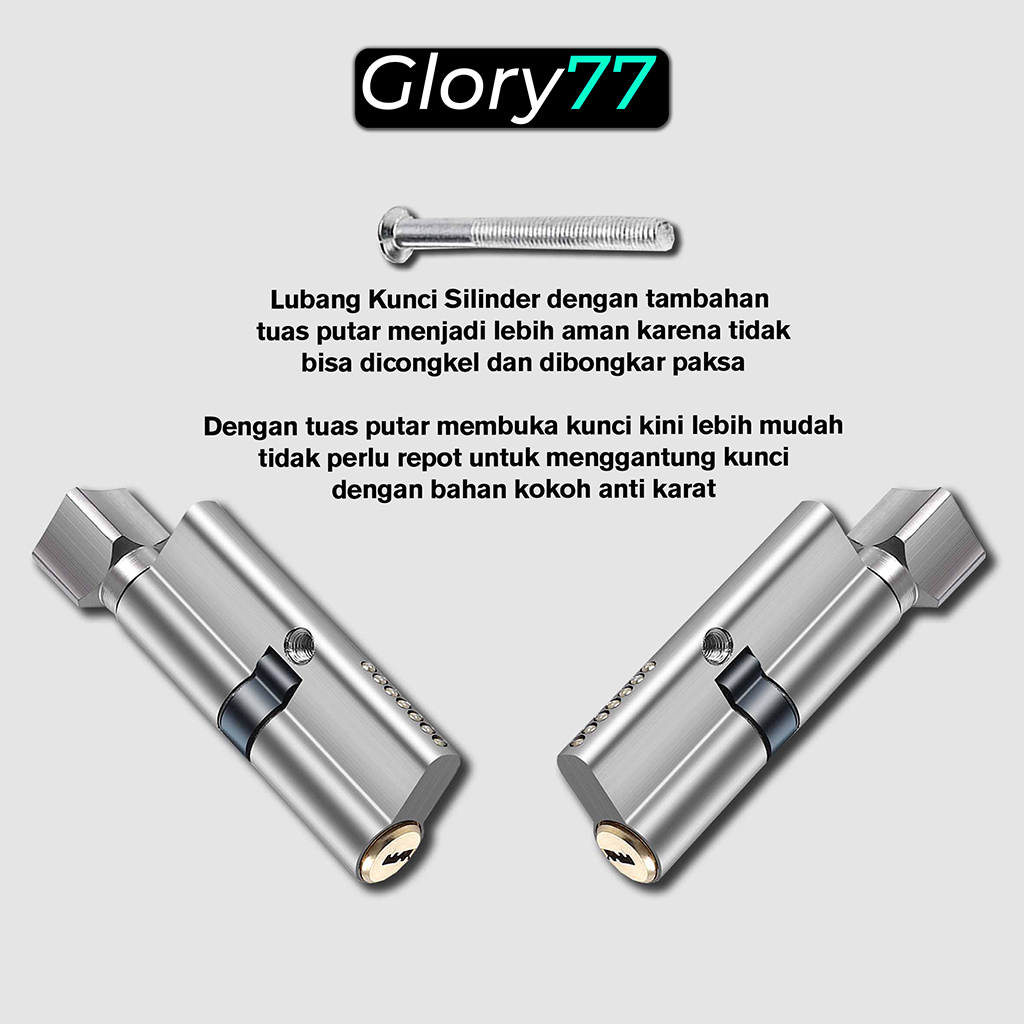 Glory77
Lubang Kunci Silinder dengan tambahan
tuas putar menjadi lebih aman karena tidak
bisa dicongkel dan dibongkar paksa
Dengan tuas putar membuka kunci kini lebih mudah
tidak perlu repot untuk menggantung kunci
dengan bahan kokoh anti karat